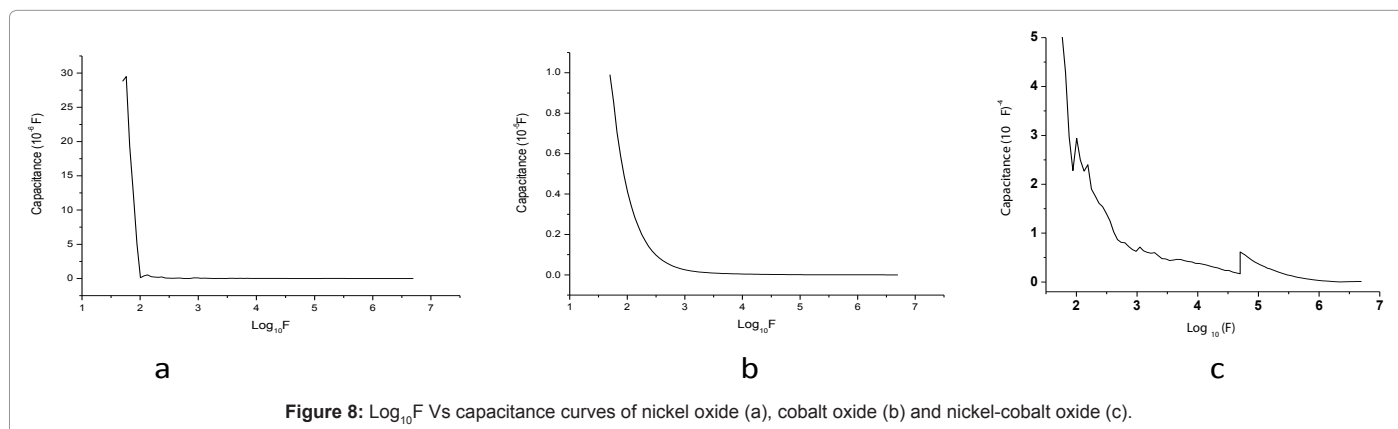 30
25
20
15
10
5
0
Capacitance (10⁻⁶F)
1 2 3 4 5 6 7
Log₁₀F
a
1.0
0.8
0.6
0.4
0.2
0.0
Capacitance (10⁻⁵F)
1 2 3 4 5 6 7
Log₁₀F
b
5
4
3
2
1
0
Capacitance (10 F)⁻⁴
2 3 4 5 6 7
Log ₁₀ (F)
c
Figure 8: Log₁₀F Vs capacitance curves of nickel oxide (a), cobalt oxide (b) and nickel-cobalt oxide (c).